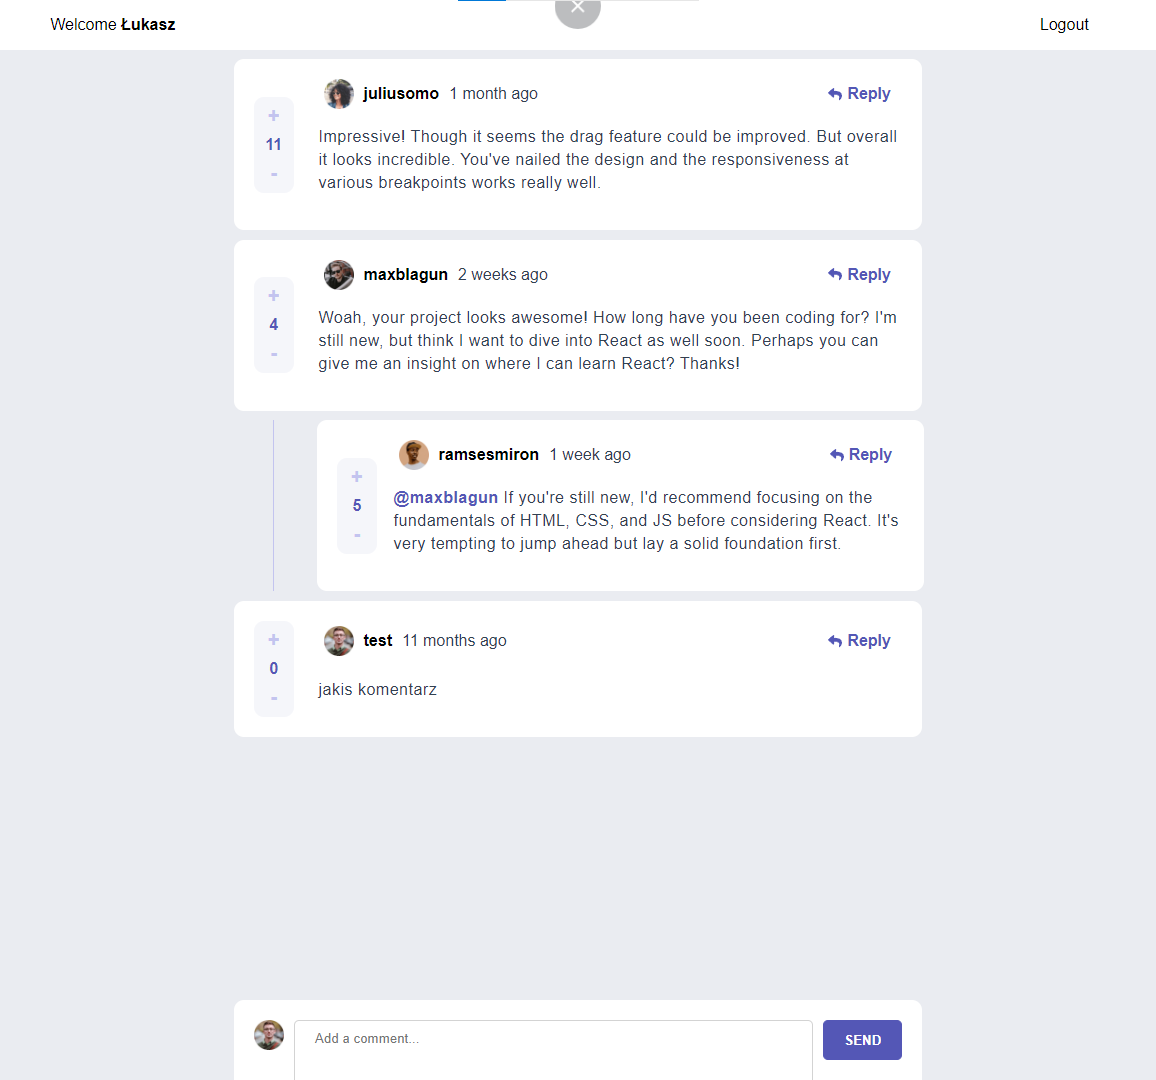 Welcome Łukasz
Logout
juliusomo 1 month ago
Reply
+
11
-
Impressive! Though it seems the drag feature could be improved. But overall
it looks incredible. You've nailed the design and the responsiveness at
various breakpoints works really well.
maxblagun 2 weeks ago
Reply
+
4
-
Woah, your project looks awesome! How long have you been coding for? I'm
still new, but think I want to dive into React as well soon. Perhaps you can
give me an insight on where I can learn React? Thanks!
ramsesmiron 1 week ago
Reply
+
5
-
@maxblagun If you're still new, I'd recommend focusing on the
fundamentals of HTML, CSS, and JS before considering React. It's
very tempting to jump ahead but lay a solid foundation first.
test 11 months ago
Reply
+
0
-
jakis komentarz
Add a comment...
SEND